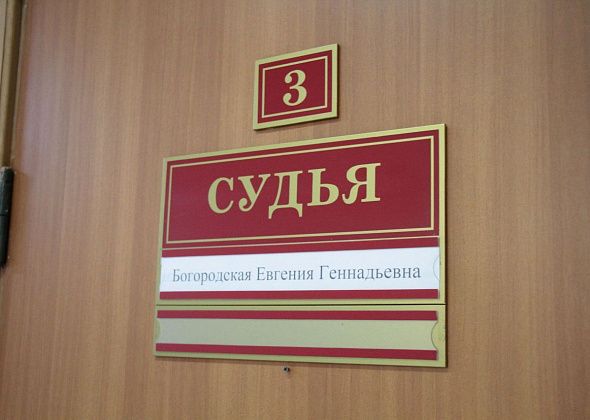 3
СУДЬЯ
Богородская Евгения Геннадьевна